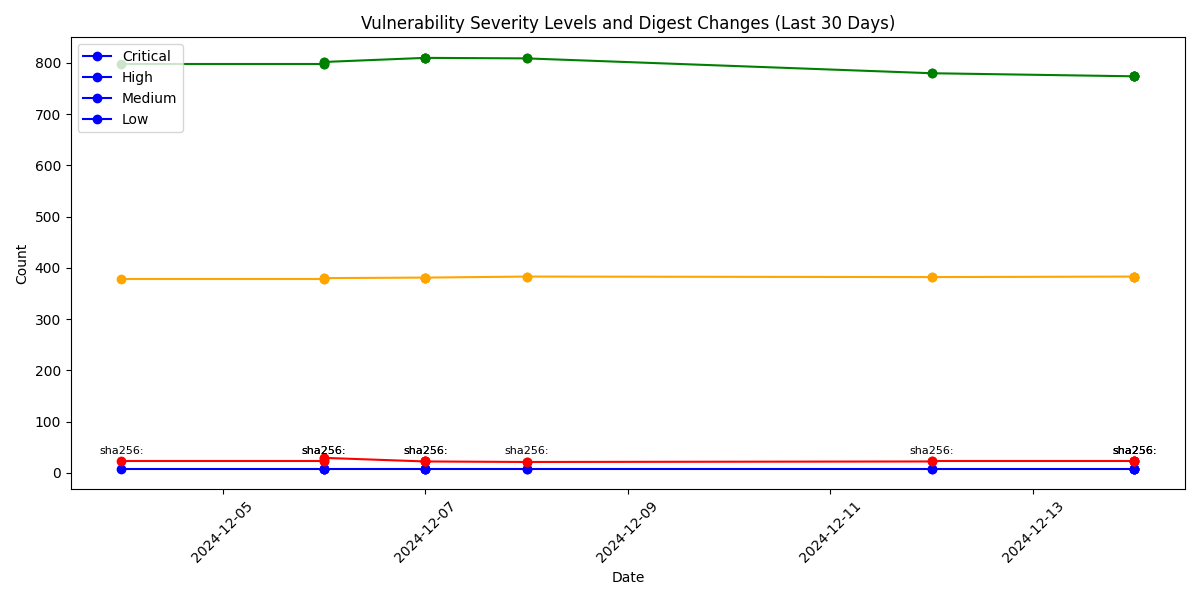 Vulnerability Severity Levels and Digest Changes (Last 30 Days)
Critical
High
Medium
Low
Count
800
700
600
500
400
300
200
100
0
sha256:
sha256:
sha256:
sha256:
sha256:
sha256:
2024-12-05
2024-12-07
2024-12-09
2024-12-11
2024-12-13
Date